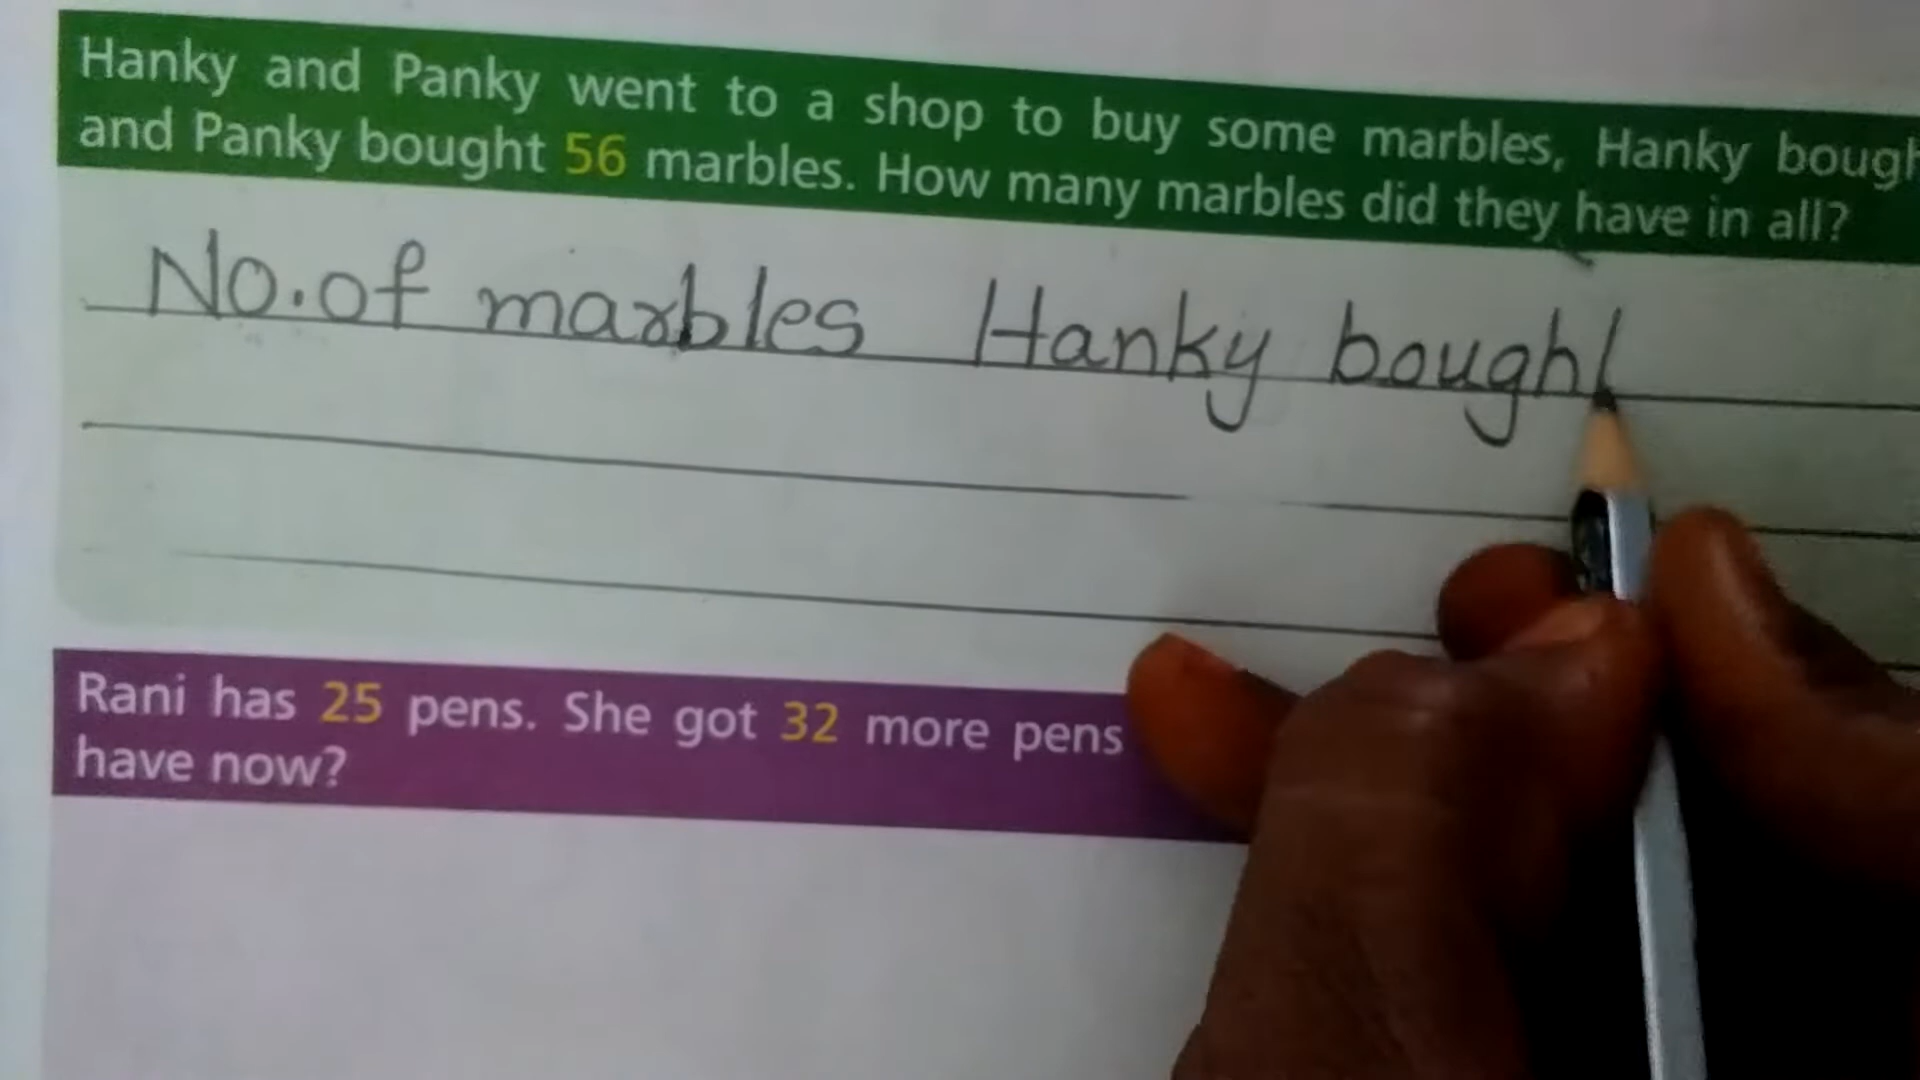 Hanky and Panky went to a shop to buy some marbles, Hanky bough
and Panky bought 56 marbles. How many marbles did they have in all?
No. of marbles Hanky bough
Rani has 25 pens. She got 32 more pens
have now?